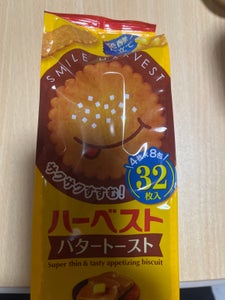 SMILE HARVEST
サクサクすすむ!
4枚×8包
32
枚入
ハーベスト
バタートースト
Super thin & tasty appetizing biscuit